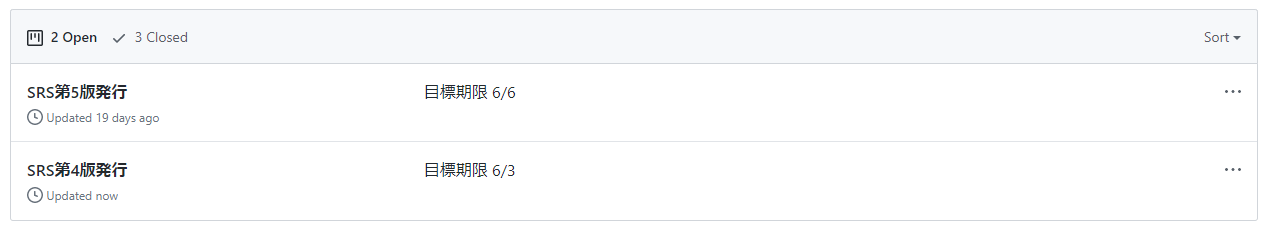 2 Open 3 Closed Sort
SRS第5版発行 目標期限 6/6
Updated 19 days ago
SRS第4版発行 目標期限 6/3
Updated now